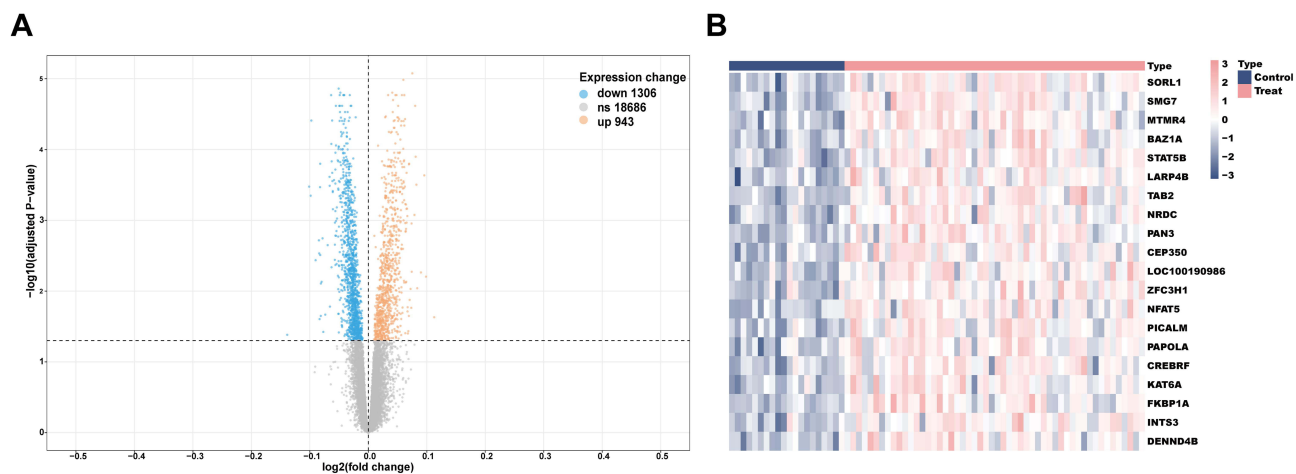 A
B
Expression change
down 1306
ns 18686
up 943
5
4
3
2
1
0
−log10(adjusted P−value)
−0.5
−0.4
−0.3
−0.2
−0.1
0.0
0.1
0.2
0.3
0.4
0.5
log2(fold change)
Type
SORL1
SMG7
MTMR4
BAZ1A
STAT5B
LARP4B
TAB2
NRDC
PAN3
CEP350
LOC100190986
ZFC3H1
NFAT5
PICALM
PAPOLA
CREBRF
KAT6A
FKBP1A
INTS3
DENND4B
3
2
1
0
−1
−2
−3
Type
Control
Treat